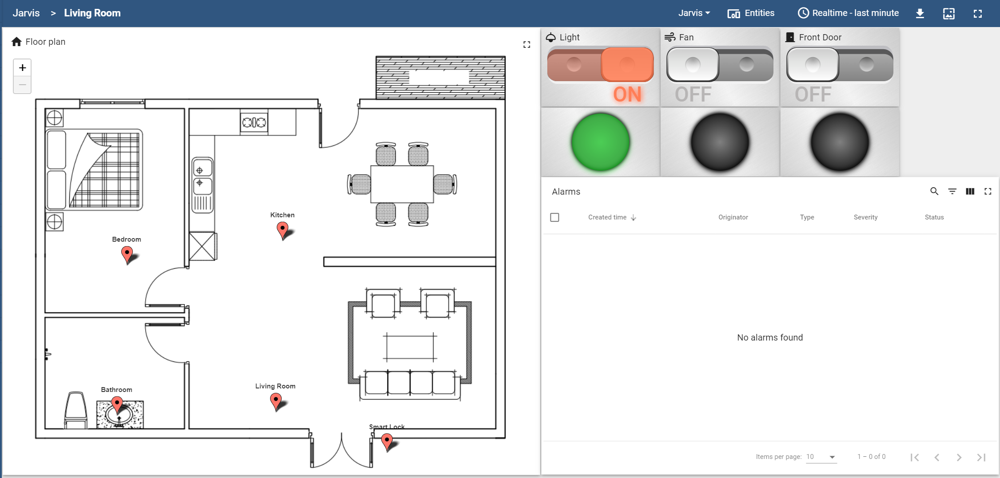 Jarvis > Living Room
Jarvis
Entities
Realtime - last minute
Floor plan
+
−
Kitchen
Bedroom
Living Room
Bathroom
Smart Lock
Light
ON
Fan
OFF
Front Door
OFF
Alarms
Created time Originator Type Severity Status
No alarms found
Items per page: 10 1 – 0 of 0